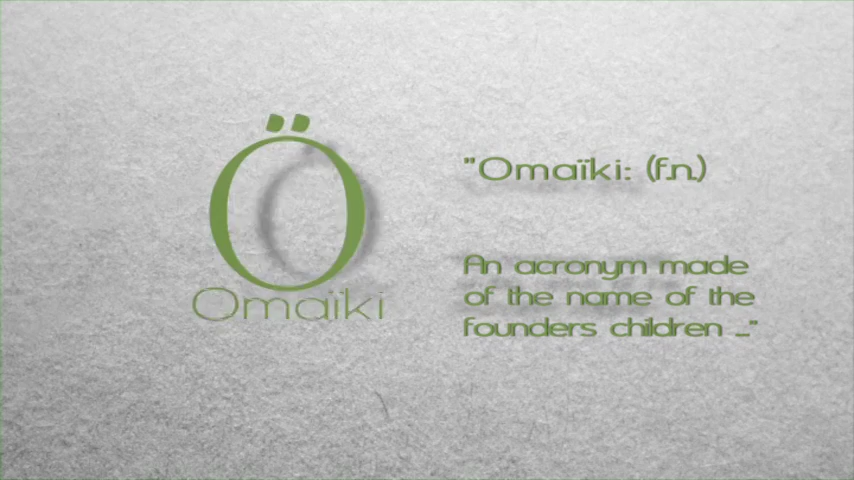 Ö
Omaïki
"Omaïki: (f.n.)
An acronym made
of the name of the
founders children ..."